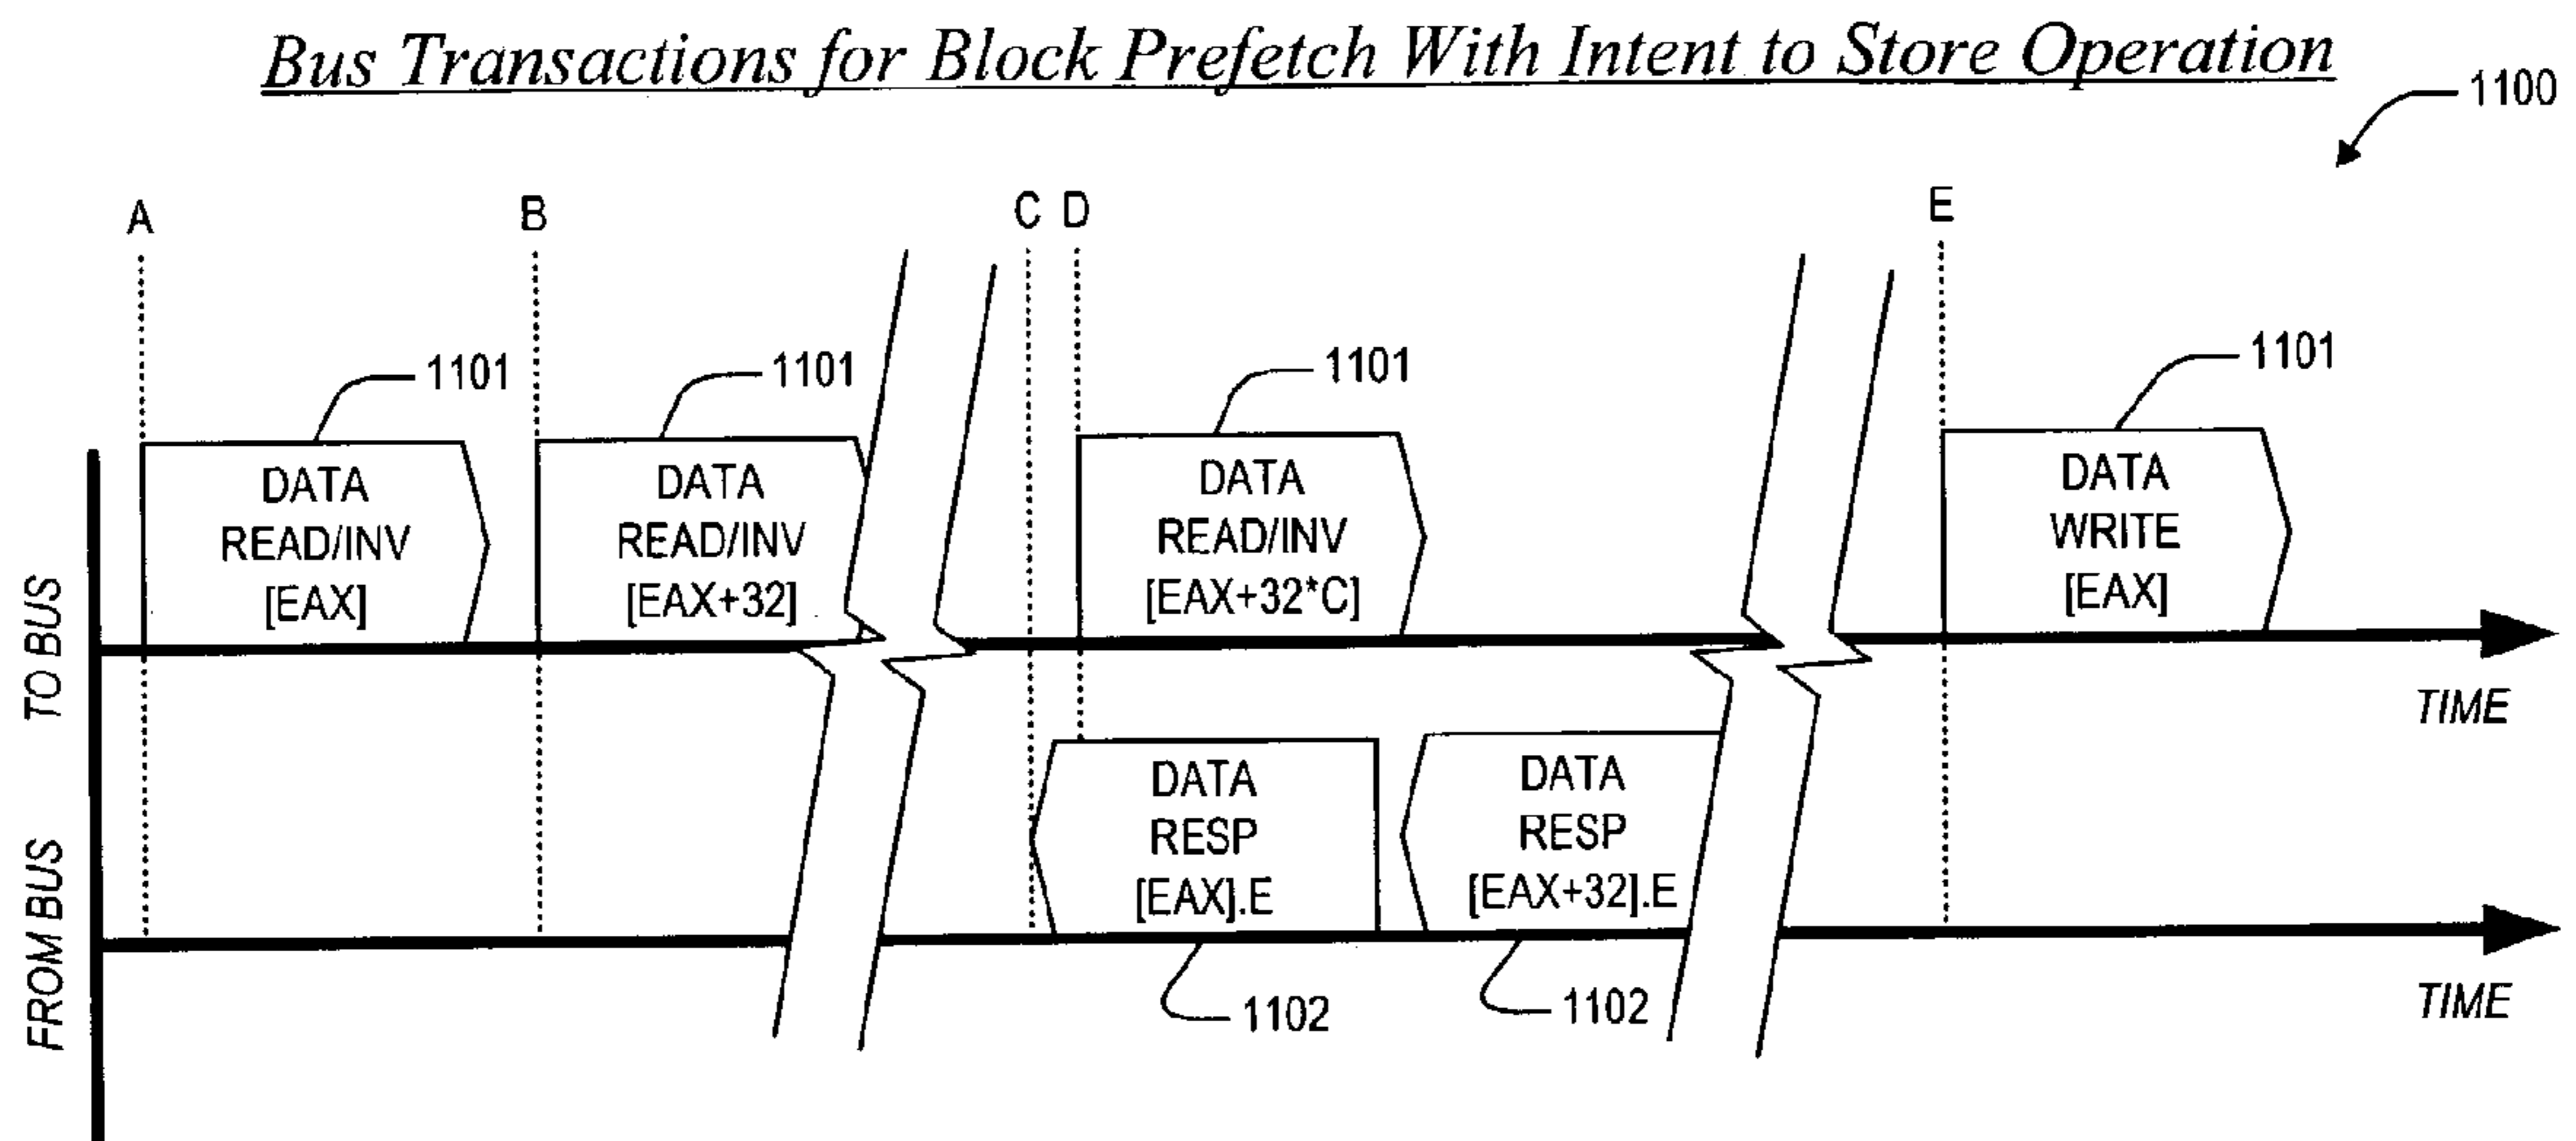 Bus Transactions for Block Prefetch With Intent to Store Operation
1100
A
B
C
D
E
1101
1101
1101
1101
DATA
READ/INV
[EAX]
DATA
READ/INV
[EAX+32]
DATA
READ/INV
[EAX+32*C]
DATA
WRITE
[EAX]
TO BUS
TIME
DATA
RESP
[EAX].E
DATA
RESP
[EAX+32].E
FROM BUS
1102
1102
TIME